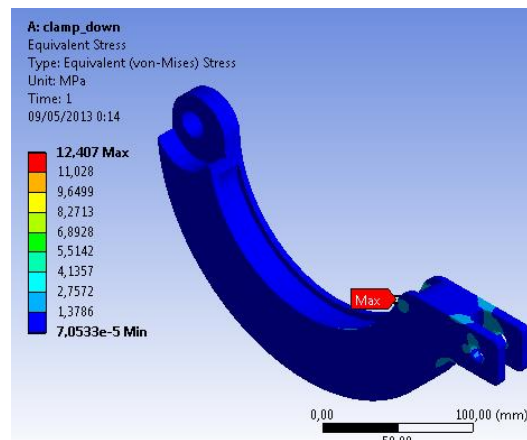 A: clamp_down
Equivalent Stress
Type: Equivalent (von-Mises) Stress
Unit: MPa
Time: 1
09/05/2013 0:14
12,407 Max
11,028
9,6499
8,2713
6,8928
5,5142
4,1357
2,7572
1,3786
7,0533e-5 Min
Max
0,00 100,00 (mm)
50,00